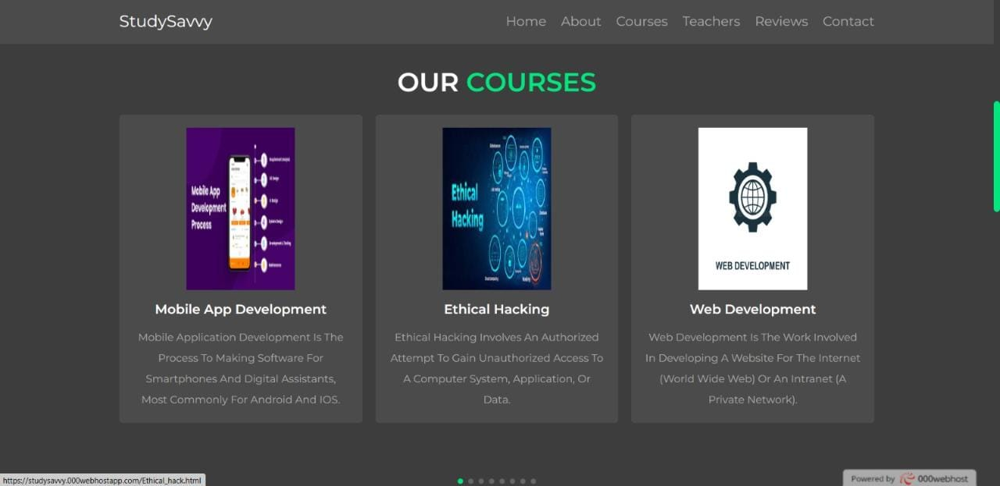 StudySavvy
Home About Courses Teachers Reviews Contact
OUR COURSES
Mobile App
Development
Process
Ethical
Hacking
WEB DEVELOPMENT
Mobile App Development
Mobile Application Development Is The
Process To Making Software For
Smartphones And Digital Assistants,
Most Commonly For Android And IOS.
Ethical Hacking
Ethical Hacking Involves An Authorized
Attempt To Gain Unauthorized Access To
A Computer System, Application, Or
Data.
Web Development
Web Development Is The Work Involved
In Developing A Website For The Internet
(World Wide Web) Or An Intranet (A
Private Network).
https://studysavvy.000webhostapp.com/Ethical_hack.html
Powered by 000webhost